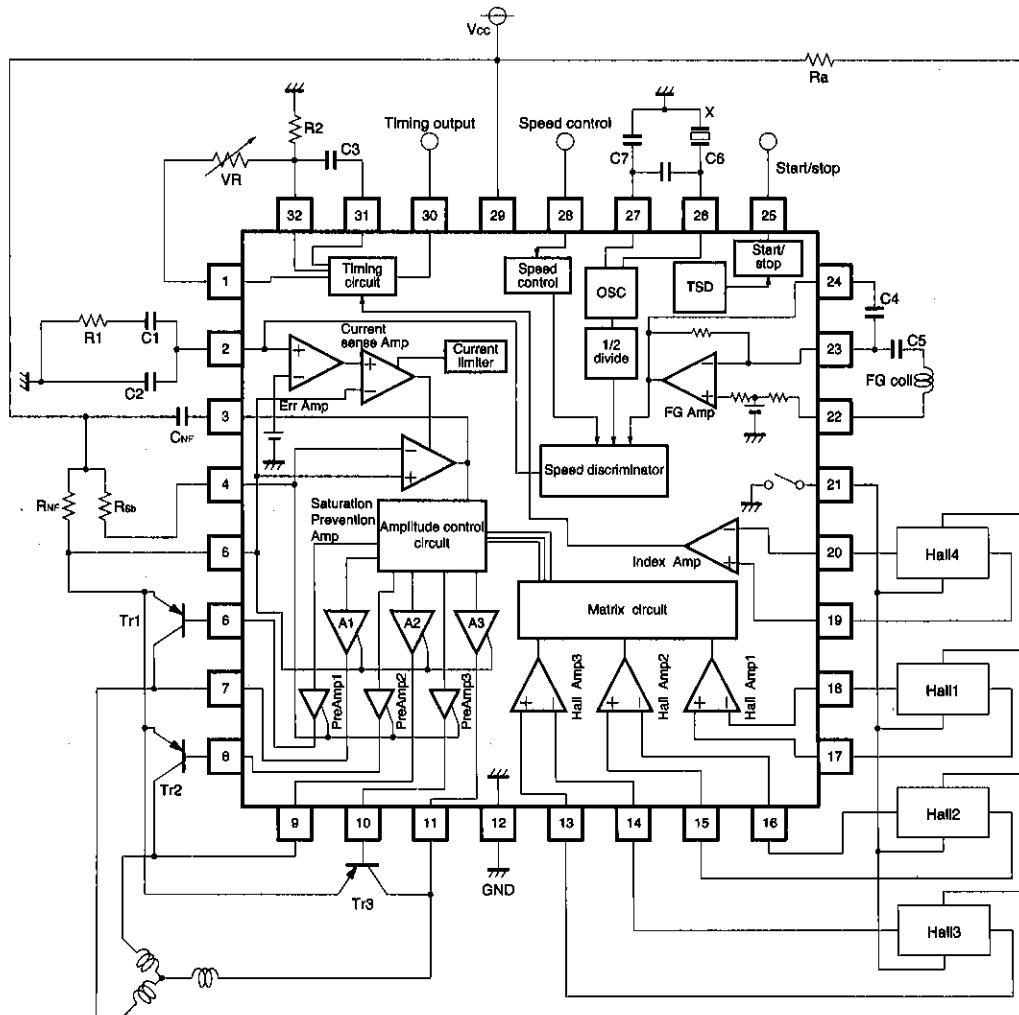 Vcc
Ra
R2
Timing output
Speed control
X
C3
C7
C6
VR
Start/stop
32
31
30
29
28
27
26
25
1
Timing
circuit
Speed
control
OSC
TSD
Start/
stop
24
C4
R1
C1
2
Current
sense Amp
Current
limiter
1/2
divide
23
C5
FG coil
C2
Err Amp
FG Amp
22
CNF
3
Speed discriminator
21
4
RNF
RSb
Saturation
Prevention
Amp
Amplitude control
circuit
Index Amp
20
Hall4
5
Matrix circuit
19
Tr1
6
A1
A2
A3
PreAmp1
PreAmp2
PreAmp3
Hall Amp3
Hall Amp2
Hall Amp1
18
Hall1
7
17
Tr2
8
9
10
11
12
13
14
15
16
Hall2
GND
Tr3
Hall3